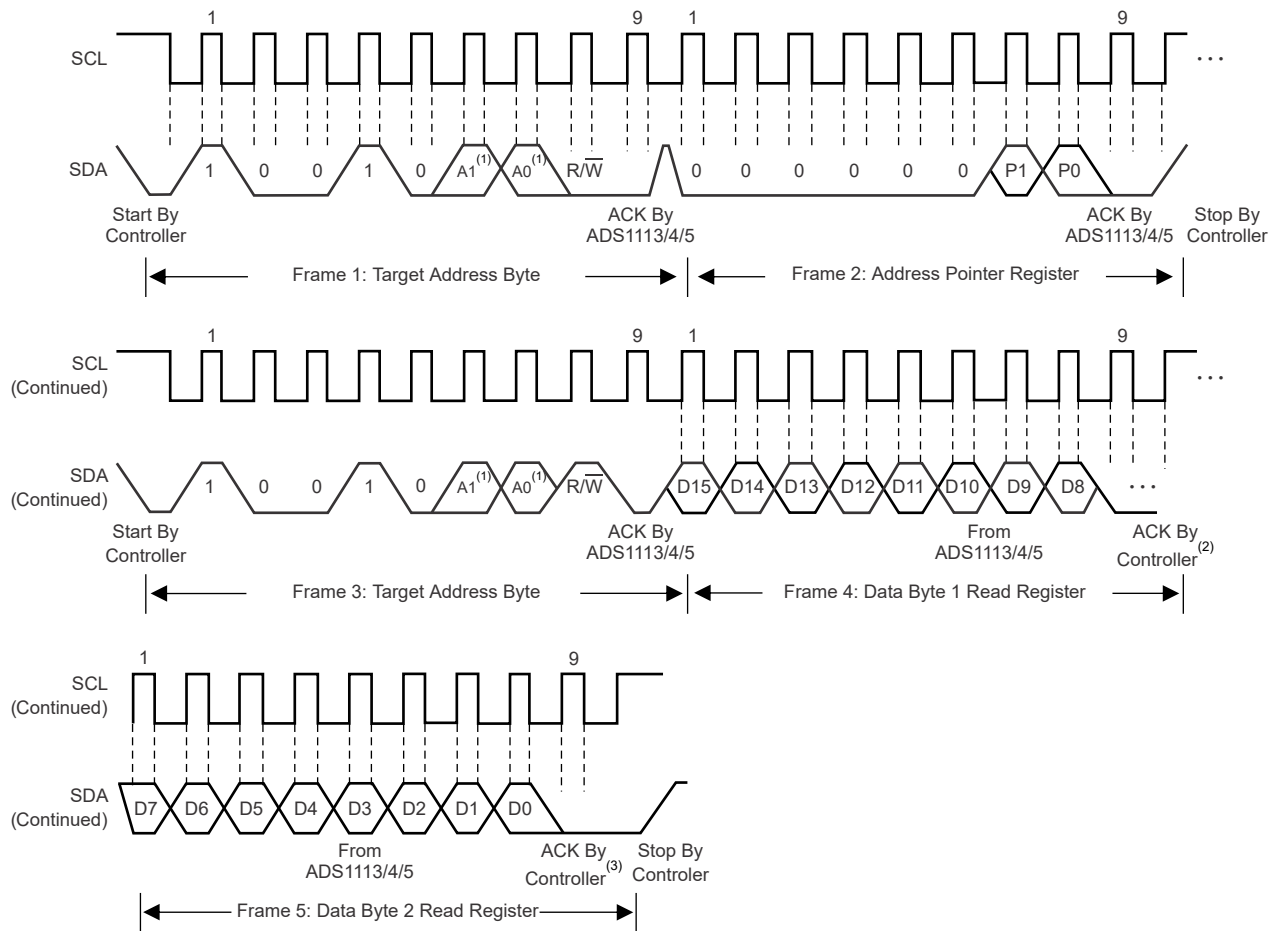 1 9 1 9
SCL ...
SDA 1 0 0 1 0 A1(1) A0(1) R/W̅ 0 0 0 0 0 0 P1 P0
Start By Controller
ACK By ADS1113/4/5
ACK By ADS1113/4/5
Stop By Controller
Frame 1: Target Address Byte
Frame 2: Address Pointer Register
1 9 1 9
SCL (Continued) ...
SDA (Continued) 1 0 0 1 0 A1(1) A0(1) R/W̅ D15 D14 D13 D12 D11 D10 D9 D8 ...
Start By Controller
ACK By ADS1113/4/5
From ADS1113/4/5
ACK By Controller(2)
Frame 3: Target Address Byte
Frame 4: Data Byte 1 Read Register
1 9
SCL (Continued)
SDA (Continued) D7 D6 D5 D4 D3 D2 D1 D0
From ADS1113/4/5
ACK By Controller(3)
Stop By Controler
Frame 5: Data Byte 2 Read Register